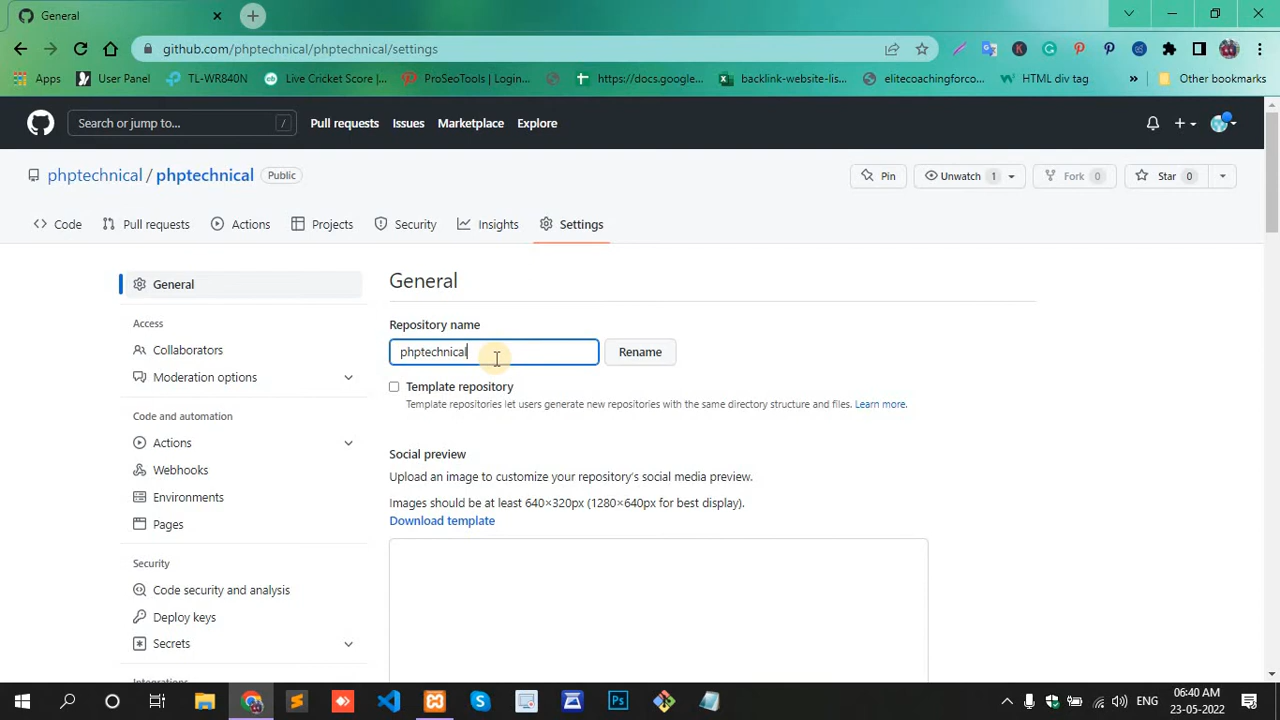 General
github.com/phptechnical/phptechnical/settings
Apps User Panel TL-WR840N Live Cricket Score |... ProSeoTools | Login... https://docs.google... backlink-website-lis... elitecoachingforco... HTML div tag » Other bookmarks
Search or jump to... / Pull requests Issues Marketplace Explore
phptechnical / phptechnical Public Pin Unwatch 1 Fork 0 Star 0
Code Pull requests Actions Projects Security Insights Settings
General
Access
Collaborators
Moderation options
Code and automation
Actions
Webhooks
Environments
Pages
Security
Code security and analysis
Deploy keys
Secrets
General
Repository name
phptechnical Rename
Template repository
Template repositories let users generate new repositories with the same directory structure and files. Learn more.
Social preview
Upload an image to customize your repository's social media preview.
Images should be at least 640×320px (1280×640px for best display).
Download template
ENG
06:40 AM
23-05-2022